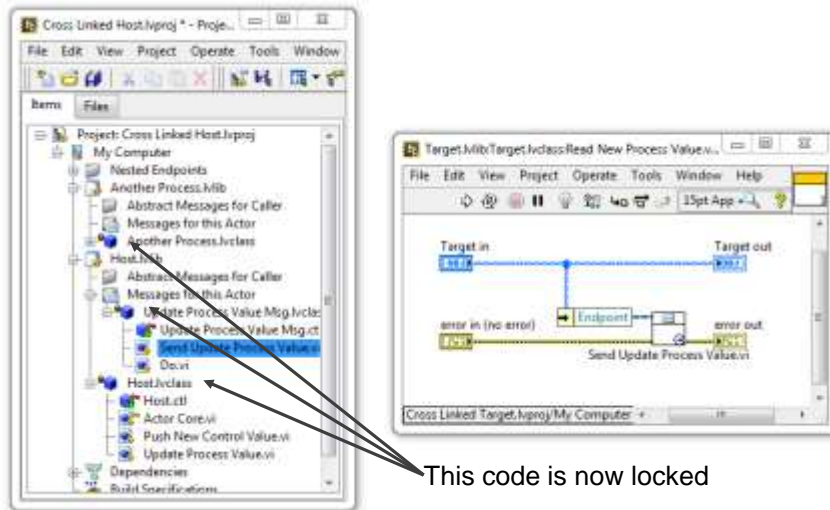 Cross Linked Host.lvproj * - Proje...
File Edit View Project Operate Tools Window
Items Files
Project: Cross Linked Host.lvproj
My Computer
Nested Endpoints
Another Process.lvlib
Abstract Messages for Caller
Messages for this Actor
Another Process.lvclass
Host.lvlib
Abstract Messages for Caller
Messages for this Actor
Update Process Value Msg.lvclas
Update Process Value Msg.ct
Send Update Process Value.v
Do.vi
Host.lvclass
Host.ctl
Actor Core.vi
Push New Control Value.vi
Update Process Value.vi
Dependencies
Build Specifications
Target.lvlib:Target.lvclass:Read New Process Value.v...
File Edit View Project Operate Tools Window Help
15pt App
Target in Target out
Endpoint
error in (no error) error out
Send Update Process Value.vi
Cross Linked Target.lvproj/My Computer
This code is now locked